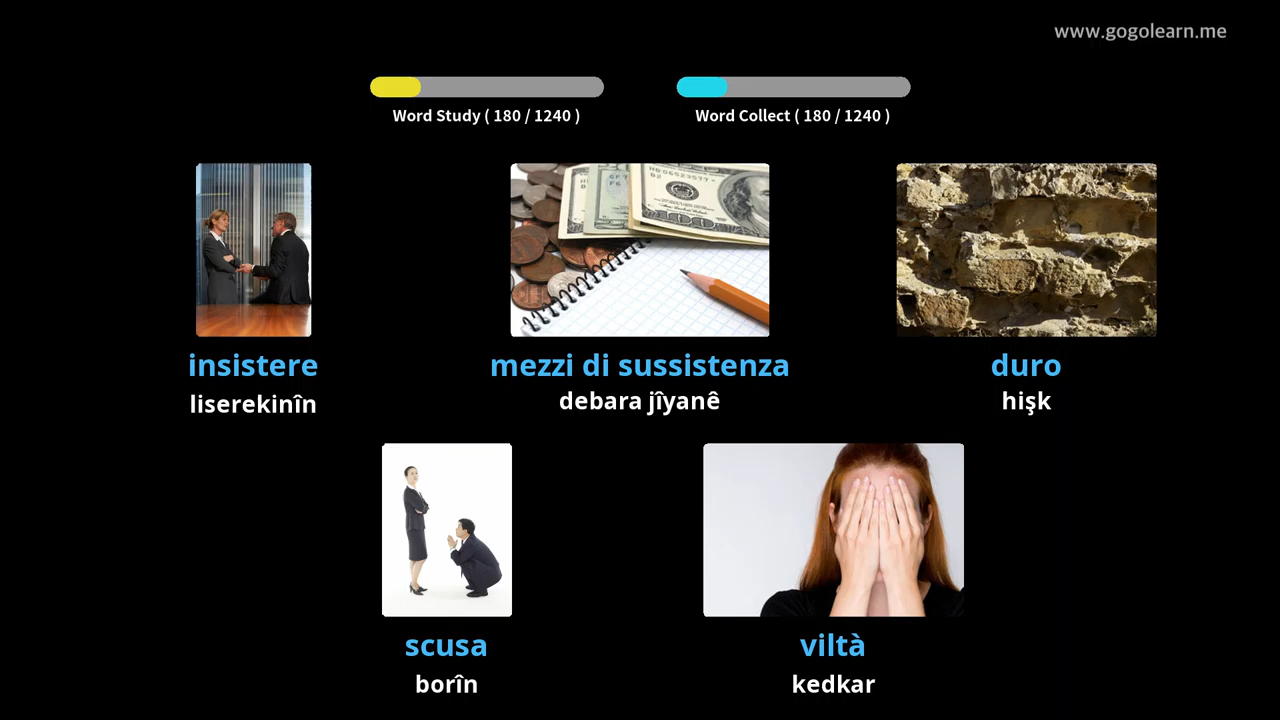 www.gogolearn.me
Word Study ( 180 / 1240 )
Word Collect ( 180 / 1240 )
insistere
liserekinîn
mezzi di sussistenza
debara jîyanê
duro
hişk
scusa
borîn
viltà
kedkar